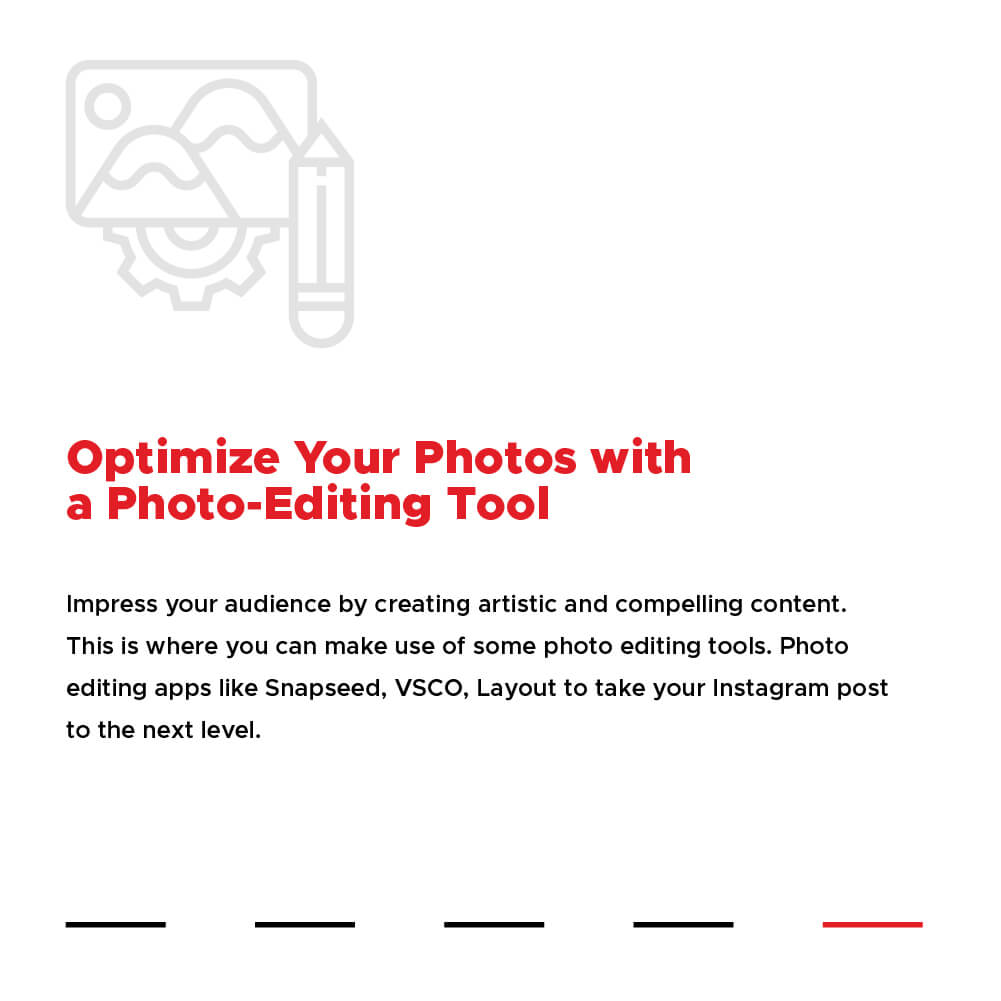 Optimize Your Photos with
a Photo-Editing Tool
Impress your audience by creating artistic and compelling content.
This is where you can make use of some photo editing tools. Photo
editing apps like Snapseed, VSCO, Layout to take your Instagram post
to the next level.